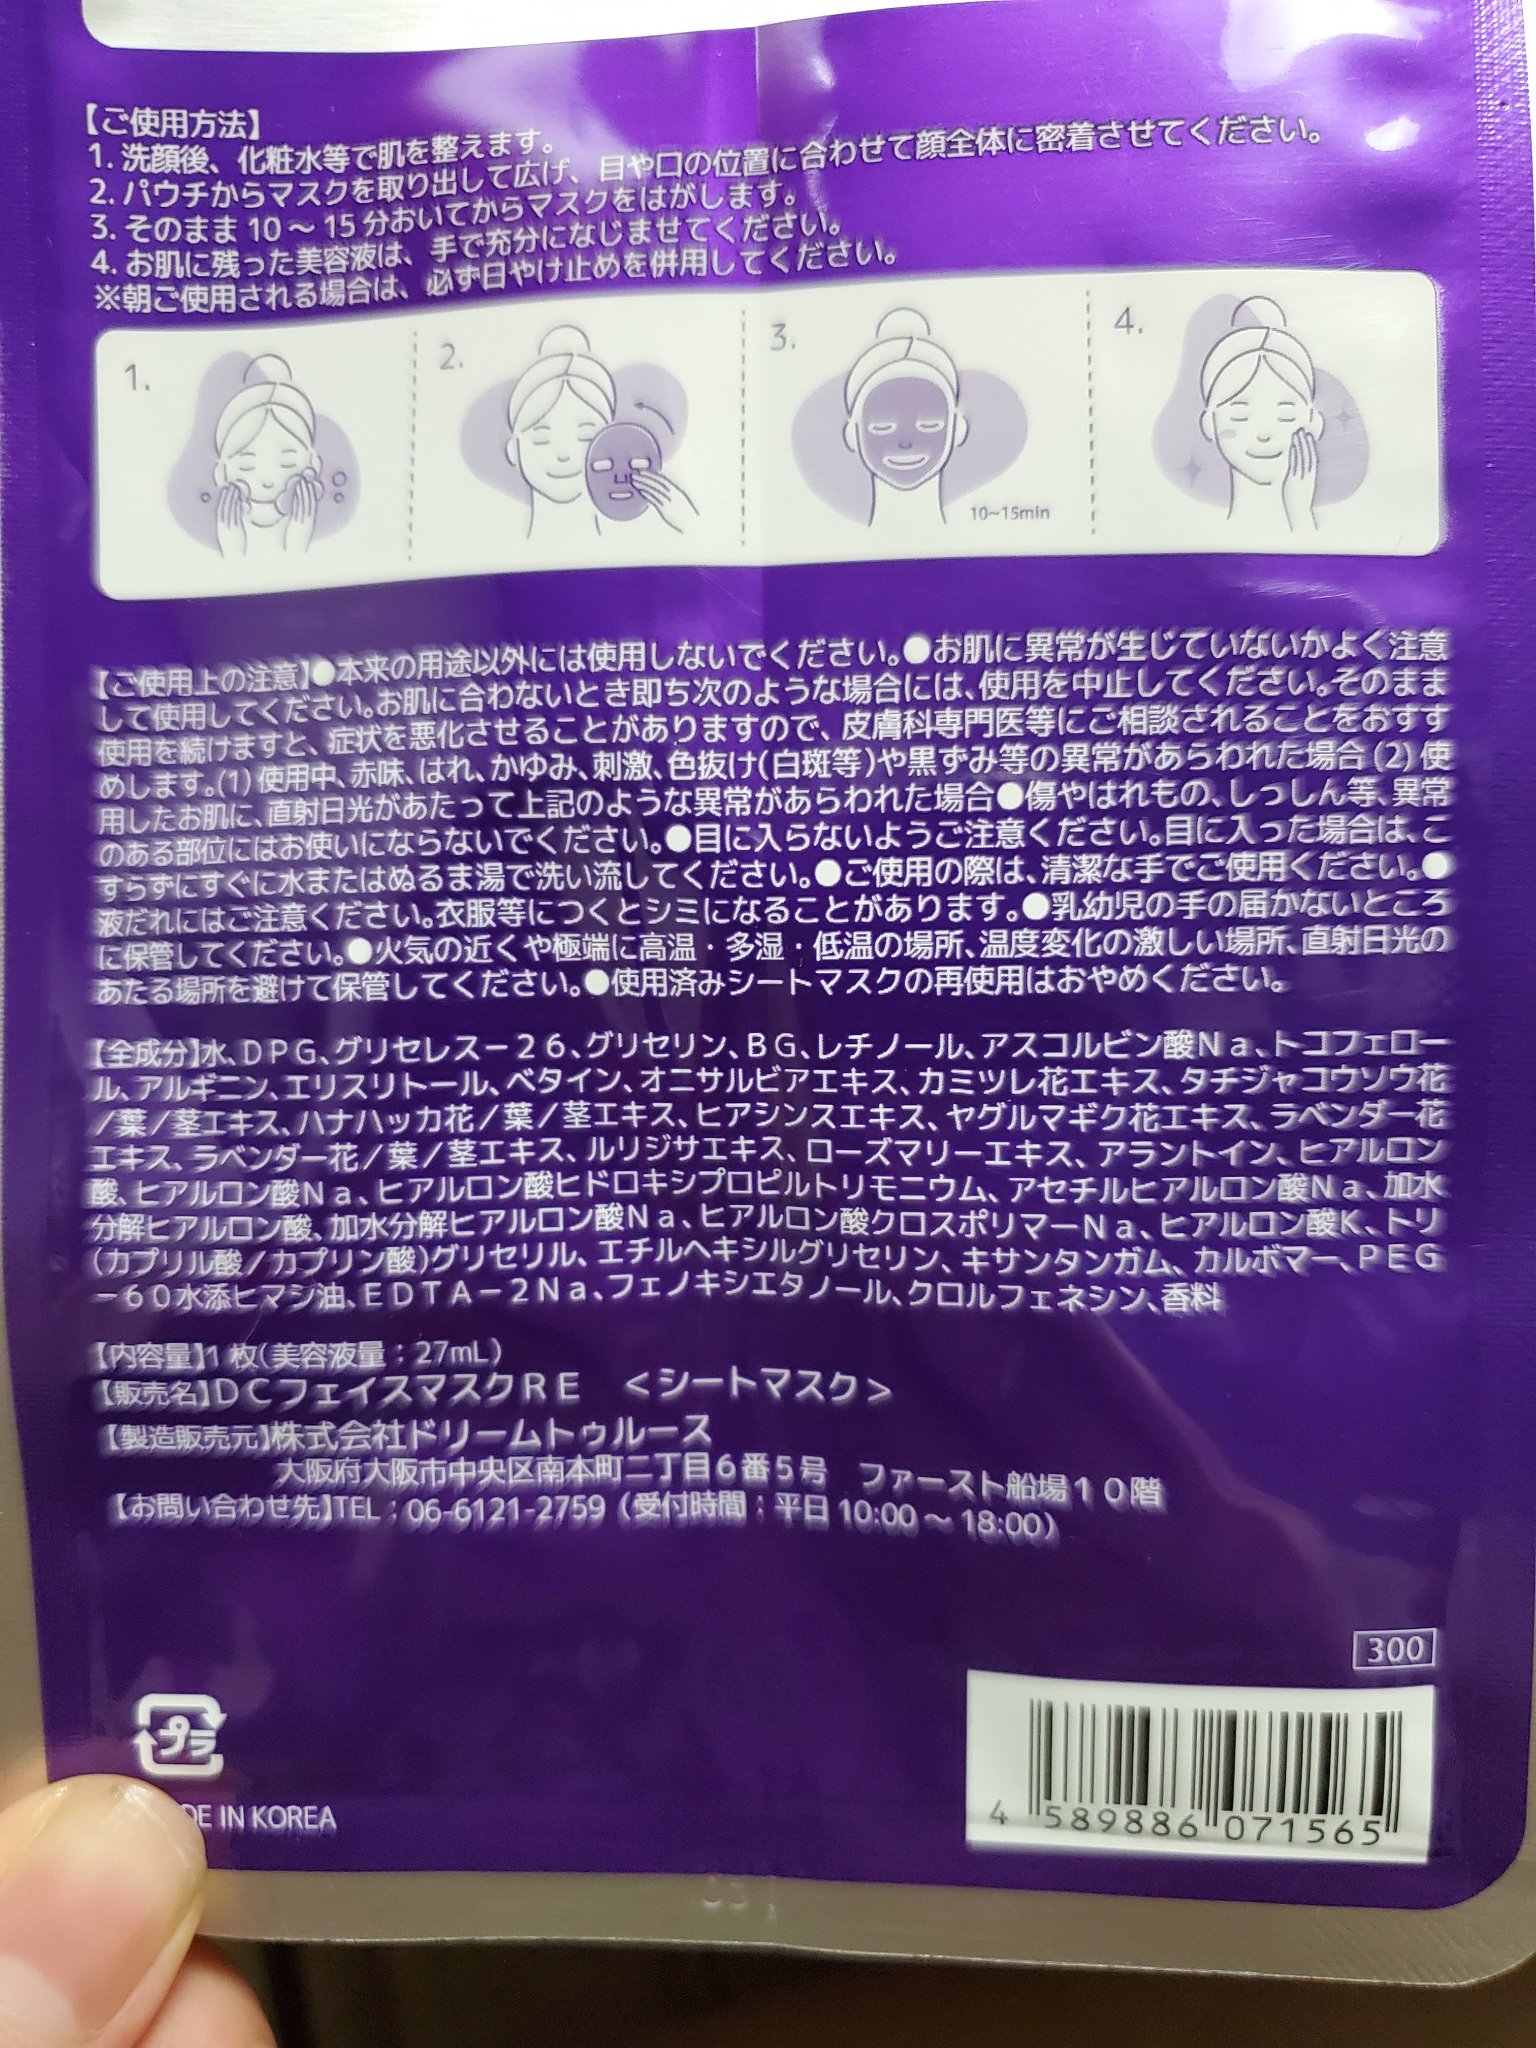 【ご使用方法】
1. 洗顔後、化粧水等で肌を整えます。
2. パウチからマスクを取り出して広げ、目や口の位置に合わせて顔全体に密着させてください。
3. そのまま 10～15 分おいてからマスクをはがします。
4. お肌に残った美容液は、手で充分になじませてください。
※朝ご使用される場合は、必ず日やけ止めを併用してください。
1. 2. 3. 4.
10~15min
【ご使用上の注意】●本来の用途以外には使用しないでください。●お肌に異常が生じていないかよく注意
して使用してください。お肌に合わないとき即ち次のような場合には、使用を中止してください。そのまま
使用を続けますと、症状を悪化させることがありますので、皮膚科専門医等にご相談されることをおすす
めします。(1) 使用中、赤味、はれ、かゆみ、刺激、色抜け(白斑等)や黒ずみ等の異常があらわれた場合 (2) 使
用したお肌に、直射日光があたって上記のような異常があらわれた場合●傷やはれもの、しっしん等、異常
のある部位にはお使いにならないでください。●目に入らないようご注意ください。目に入った場合は、こ
すらずにすぐに水またはぬるま湯で洗い流してください。●ご使用の際は、清潔な手でご使用ください。●
液だれにはご注意ください。衣服等につくとシミになることがあります。●乳幼児の手の届かないところ
に保管してください。●火気の近くや極端に高温・多湿・低温の場所、温度変化の激しい場所、直射日光の
あたる場所を避けて保管してください。●使用済みシートマスクの再使用はおやめください。
【全成分】水、ＤＰＧ、グリセレス－２６、グリセリン、ＢＧ、レチノール、アスコルビン酸Ｎａ、トコフェロー
ル、アルギニン、エリスリトール、ベタイン、オニサルビアエキス、カミツレ花エキス、タチジャコウソウ花
／葉／茎エキス、ハナハッカ花／葉／茎エキス、ヒアシンスエキス、ヤグルマギク花エキス、ラベンダー花
エキス、ラベンダー花／葉／茎エキス、ルリジサエキス、ローズマリーエキス、アラントイン、ヒアルロン
酸、ヒアルロン酸Ｎａ、ヒアルロン酸ヒドロキシプロピルトリモニウム、アセチルヒアルロン酸Ｎａ、加水
分解ヒアルロン酸、加水分解ヒアルロン酸Ｎａ、ヒアルロン酸クロスポリマーＮａ、ヒアルロン酸K、トリ
(カプリル酸／カプリン酸)グリセリル、エチルヘキシルグリセリン、キサンタンガム、カルボマー、ＰＥＧ
－６０水添ヒマシ油、ＥＤＴＡ－２Ｎａ、フェノキシエタノール、クロルフェネシン、香料
【内容量】1 枚(美容液量：27mL)
【販売名】ＤＣフェイスマスクＲＥ ＜シートマスク＞
【製造販売元】株式会社ドリームトゥルース
大阪府大阪市中央区南本町二丁目６番５号 ファースト船場１０階
【お問い合わせ先】TEL：06-6121-2759（受付時間：平日 10:00～18:00）
300
プラ
DE IN KOREA
4 589886 071565